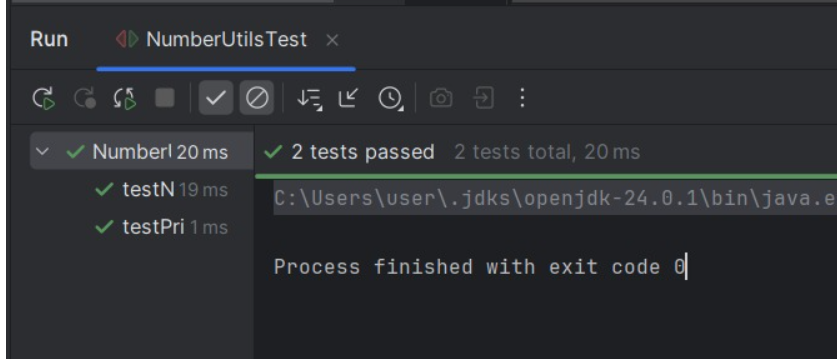 Run NumberUtilsTest
Numberl 20 ms
testN 19 ms
testPri 1 ms
2 tests passed 2 tests total, 20 ms
C:\Users\user\.jdks\openjdk-24.0.1\bin\java.e
Process finished with exit code 0